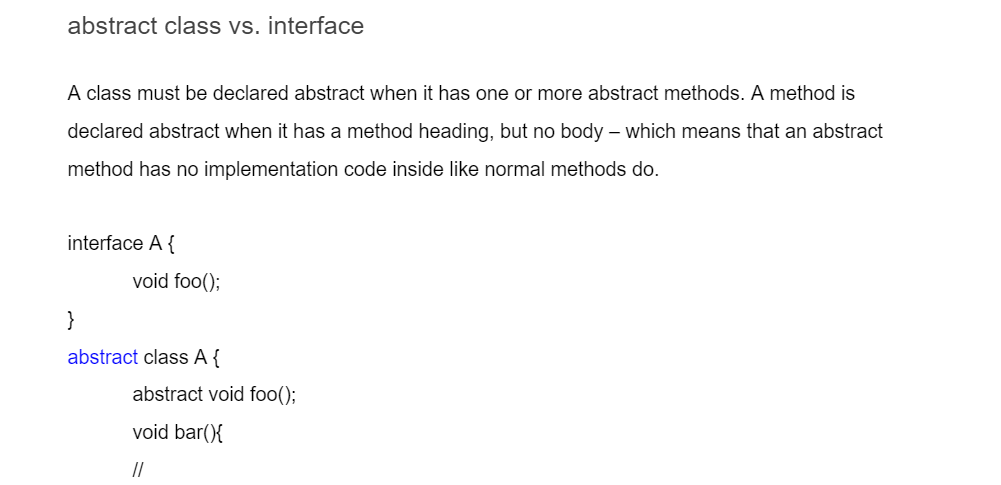 abstract class vs. interface
A class must be declared abstract when it has one or more abstract methods. A method is
declared abstract when it has a method heading, but no body – which means that an abstract
method has no implementation code inside like normal methods do.
interface A {
void foo();
}
abstract class A {
abstract void foo();
void bar(){
//